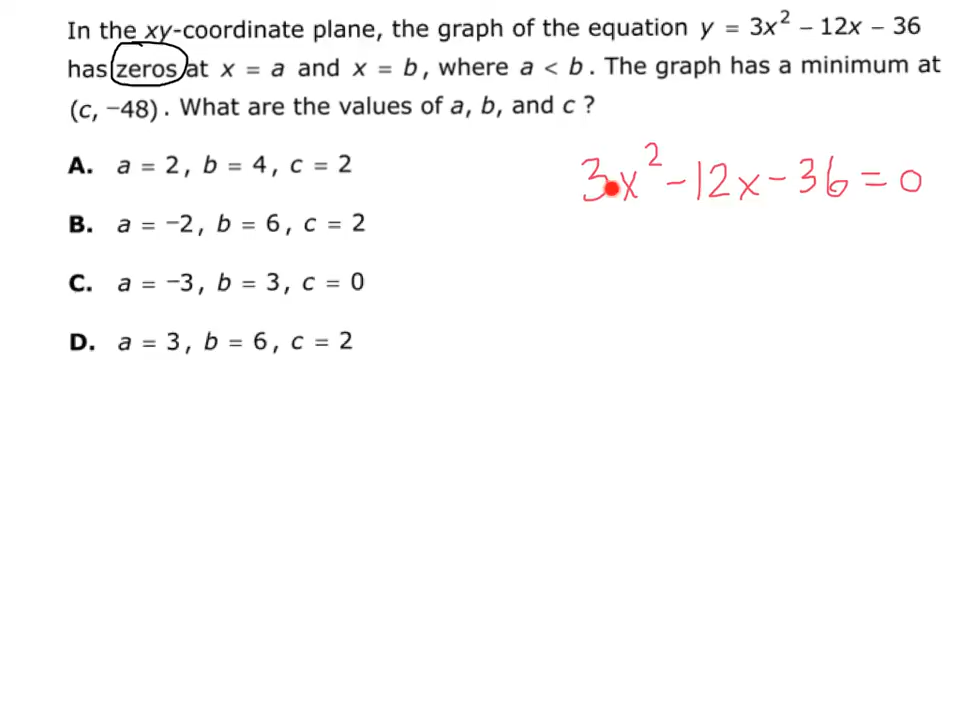 In the xy-coordinate plane, the graph of the equation y = 3x² − 12x − 36
has zeros at x = a and x = b, where a < b. The graph has a minimum at
(c, −48). What are the values of a, b, and c ?
A. a = 2, b = 4, c = 2
3x² - 12x - 36 = 0
B. a = −2, b = 6, c = 2
C. a = −3, b = 3, c = 0
D. a = 3, b = 6, c = 2